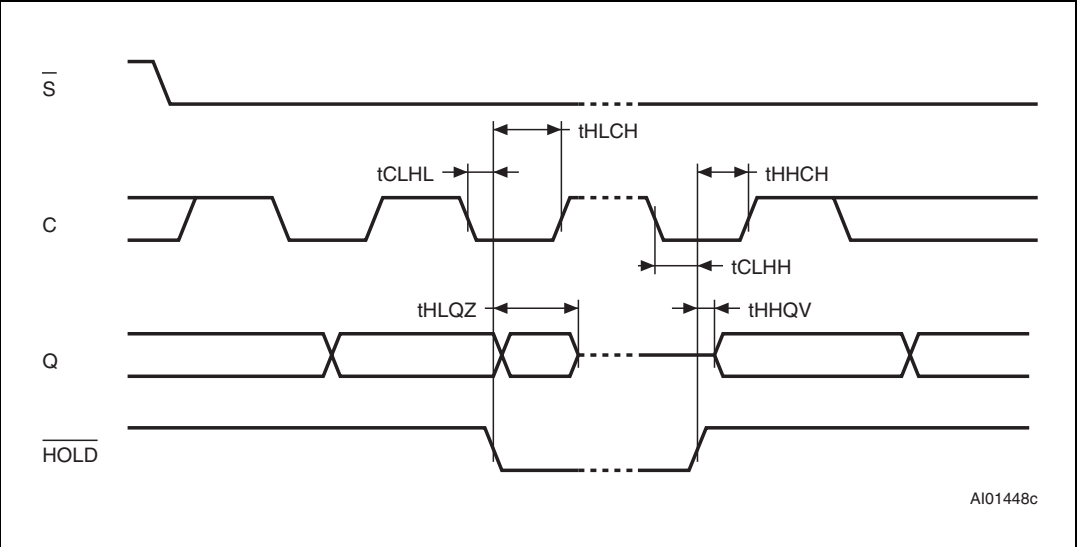 S
tHLCH
tCLHL
tHHCH
C
tCLHH
tHLQZ
tHHQV
Q
HOLD
AI01448c